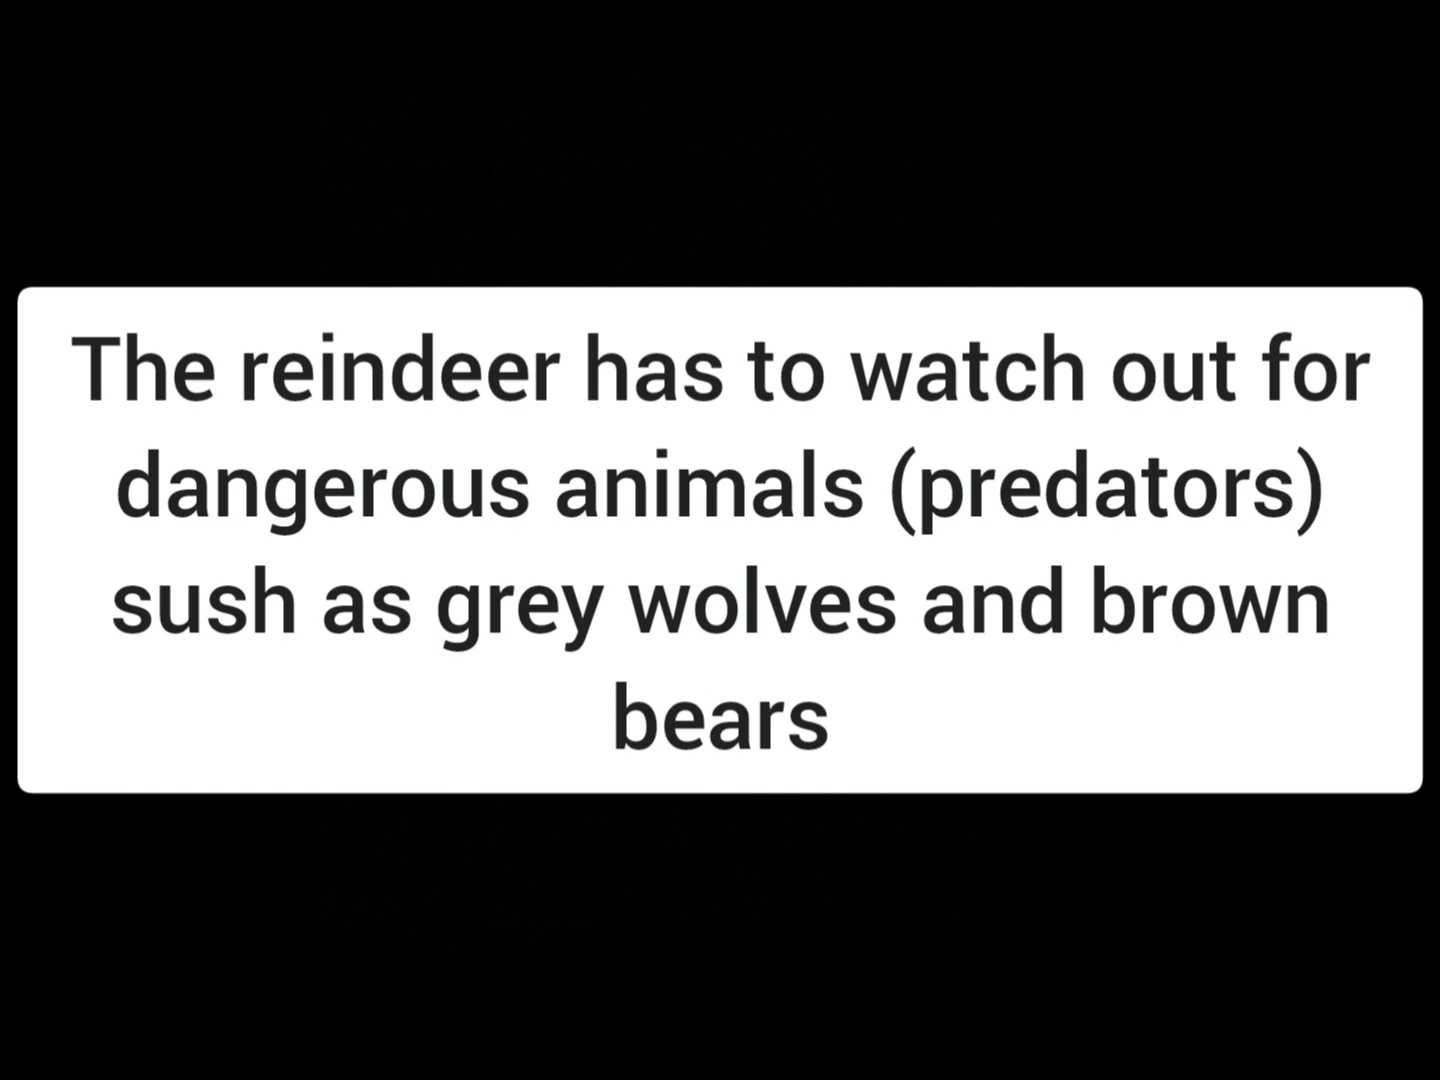 The reindeer has to watch out for
dangerous animals (predators)
sush as grey wolves and brown
bears